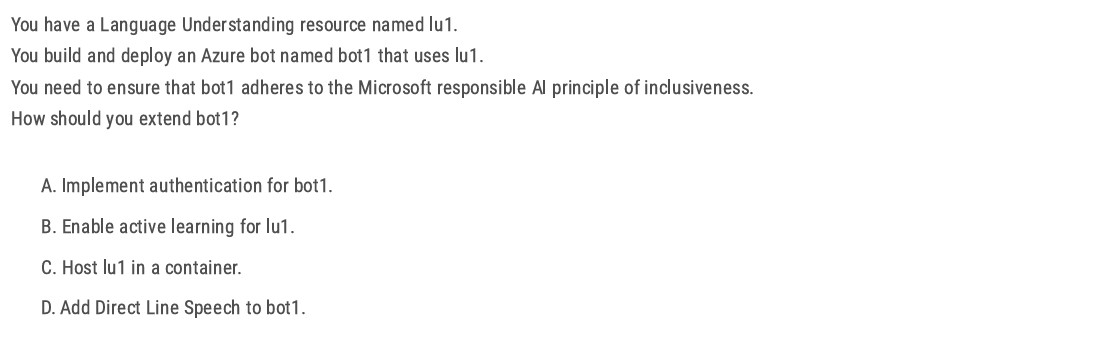 You have a Language Understanding resource named lu1.
You build and deploy an Azure bot named bot1 that uses lu1.
You need to ensure that bot1 adheres to the Microsoft responsible AI principle of inclusiveness.
How should you extend bot1?
A. Implement authentication for bot1.
B. Enable active learning for lu1.
C. Host lu1 in a container.
D. Add Direct Line Speech to bot1.